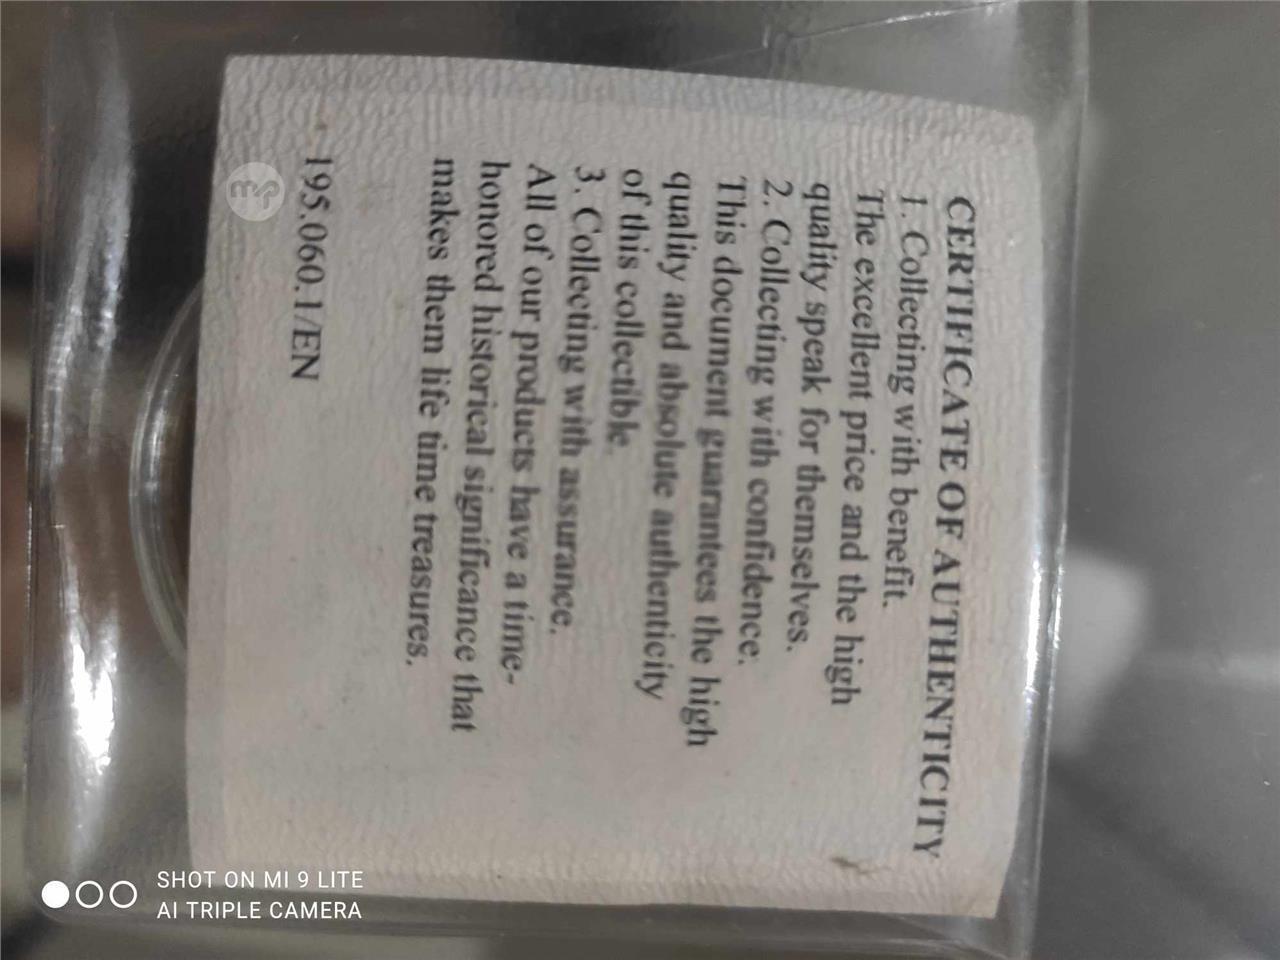 CERTIFICATE OF AUTHENTICITY
1. Collecting with benefit.
The excellent price and the high
quality speak for themselves.
2. Collecting with confidence.
This document guarantees the high
quality and absolute authenticity
of this collectible.
3. Collecting with assurance.
All of our products have a time-
honored historical significance that
makes them life time treasures.
195.060.1/EN
SHOT ON MI 9 LITE
AI TRIPLE CAMERA